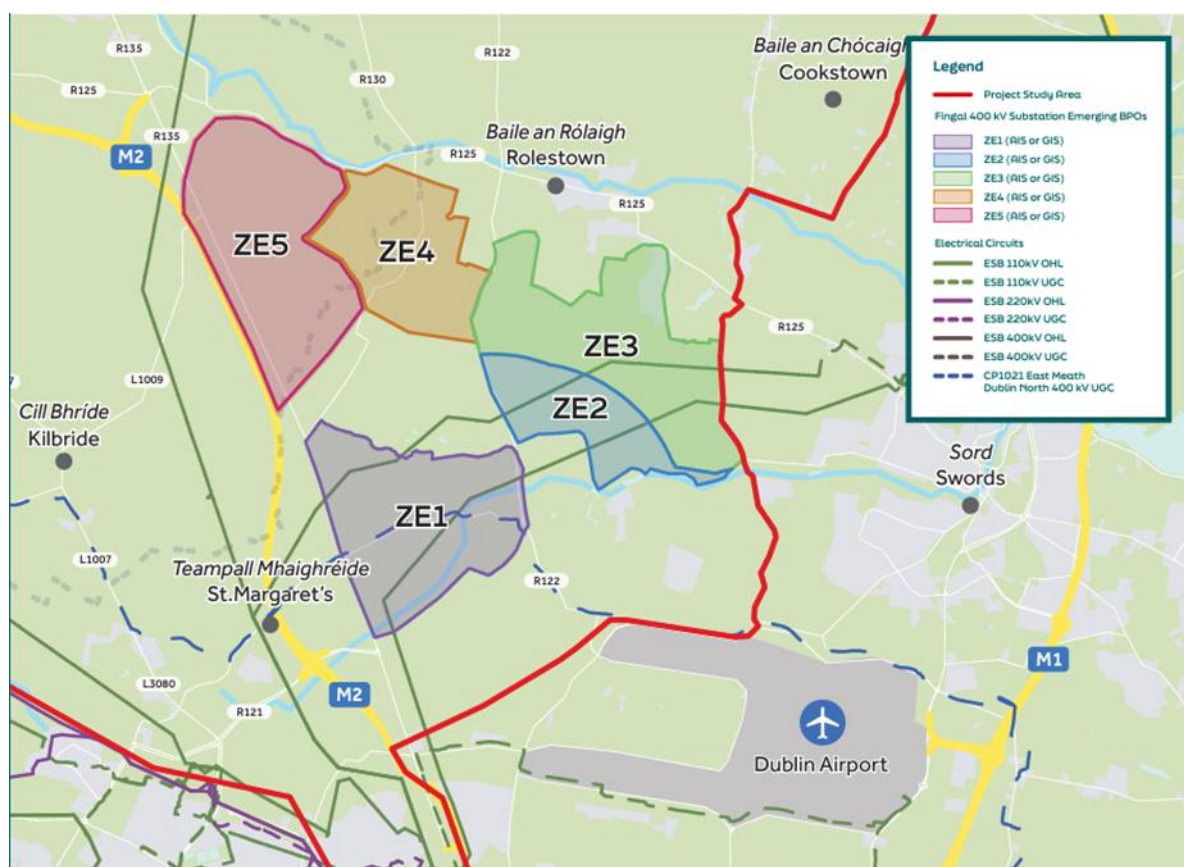 R135
R122
R130
R125
R135
M2
Baile an Rólaigh
Rolestown
R125
R125
Baile an Chócaigh
Cookstown
ZE5
ZE4
ZE3
R125
L1009
ZE2
Cill Bhríde
Kilbride
ZE1
Sord
Swords
L1007
Teampall Mhaighréide
St.Margaret's
R122
M1
L3080
M2
R121
Dublin Airport
Legend
Project Study Area
Fingal 400 kV Substation Emerging BPOs
ZE1 (AIS or GIS)
ZE2 (AIS or GIS)
ZE3 (AIS or GIS)
ZE4 (AIS or GIS)
ZE5 (AIS or GIS)
Electrical Circuits
ESB 110kV OHL
ESB 110kV UGC
ESB 220kV OHL
ESB 220kV UGC
ESB 400kV OHL
ESB 400kV UGC
CP1021 East Meath
Dublin North 400 kV UGC